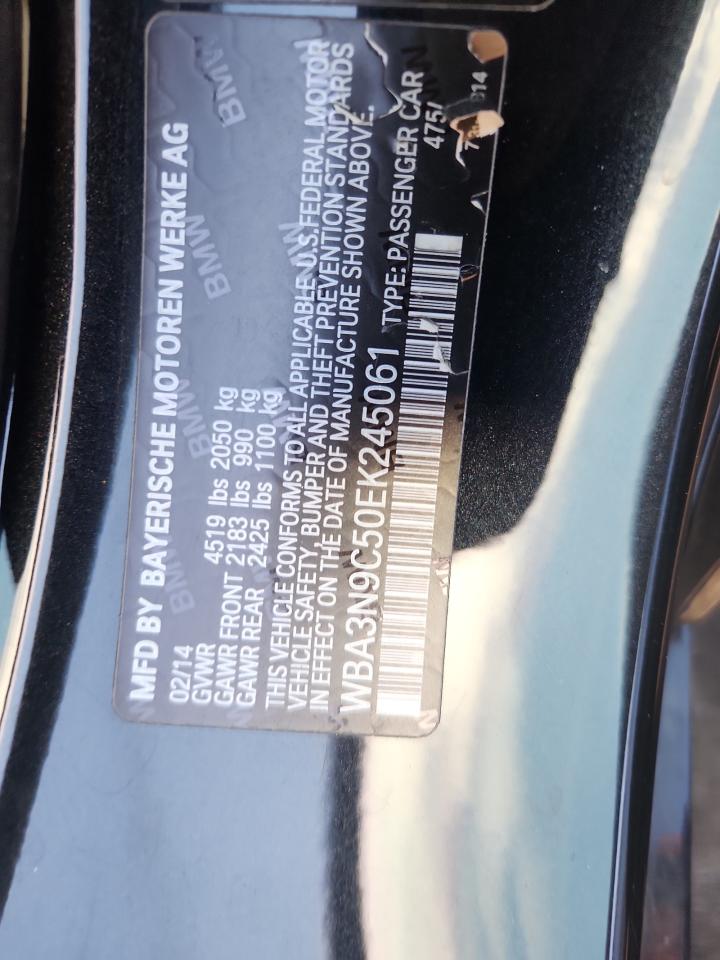 MFD BY BAYERISCHE MOTOREN WERKE AG
02/14
GVWR 4519 lbs 2050 kg
GAWR FRONT 2183 lbs 990 kg
GAWR REAR 2425 lbs 1100 kg
THIS VEHICLE CONFORMS TO ALL APPLICABLE U.S. FEDERAL MOTOR
VEHICLE SAFETY, BUMPER AND THEFT PREVENTION STANDARDS
IN EFFECT ON THE DATE OF MANUFACTURE SHOWN ABOVE.
WBA3N9C50EK245061 TYPE: PASSENGER CAR
475/